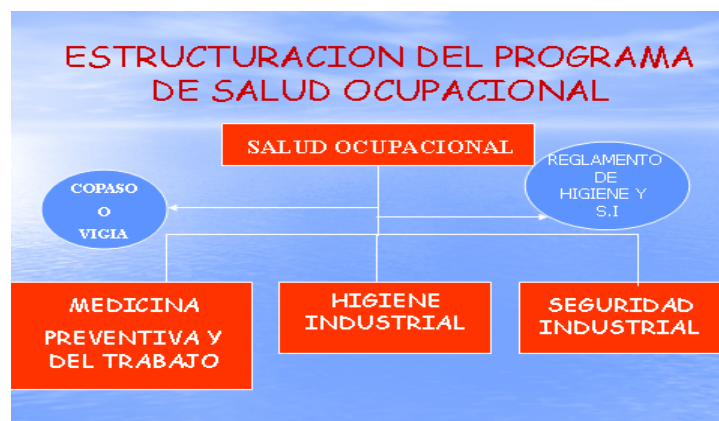 ESTRUCTURACION DEL PROGRAMA
DE SALUD OCUPACIONAL
SALUD OCUPACIONAL
COPASO
O
VIGIA
REGLAMENTO
DE
HIGIENE Y
S.I
MEDICINA
PREVENTIVA Y
DEL TRABAJO
HIGIENE
INDUSTRIAL
SEGURIDAD
INDUSTRIAL